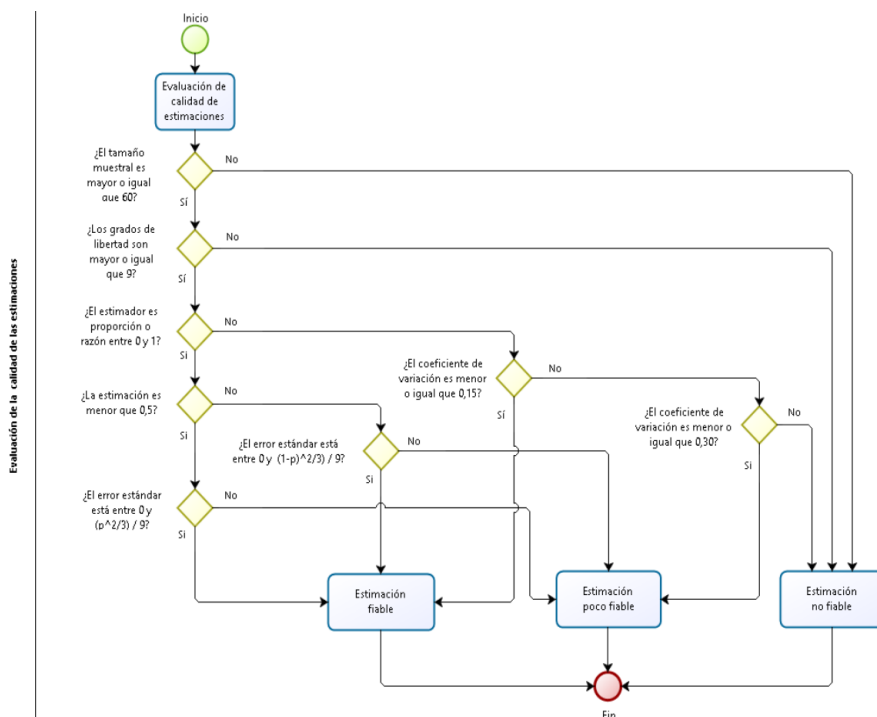 Evaluación de la calidad de las estimaciones
Inicio
Evaluación de
calidad de
estimaciones
¿El tamaño
muestral es
mayor o igual
que 60?
No
Sí
¿Los grados de
libertad son
mayor o igual
que 9?
No
Sí
¿El estimador es
proporción o
razón entre 0 y 1?
No
Si
¿El coeficiente de
variación es menor
o igual que 0,15?
No
Sí
¿La estimación es
menor que 0,5?
No
Si
¿El coeficiente de
variación es menor o
igual que 0,30?
No
Si
¿El error estándar está
entre 0 y (1-p)^2/3) / 9?
No
Si
¿El error estándar
está entre 0 y
(p^2/3) / 9?
No
Si
Estimación
fiable
Estimación
poco fiable
Estimación
no fiable
Fin